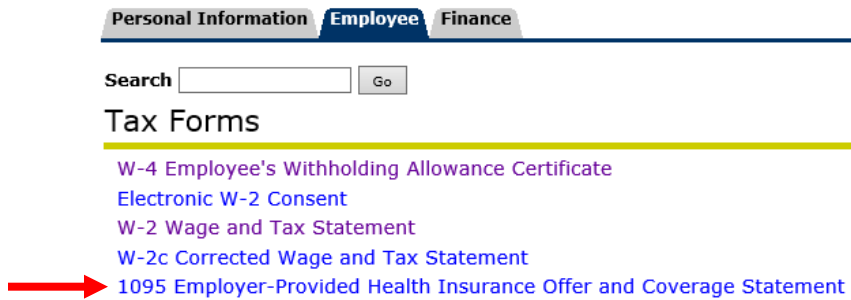 Personal Information Employee Finance
Search Go
Tax Forms
W-4 Employee's Withholding Allowance Certificate
Electronic W-2 Consent
W-2 Wage and Tax Statement
W-2c Corrected Wage and Tax Statement
1095 Employer-Provided Health Insurance Offer and Coverage Statement